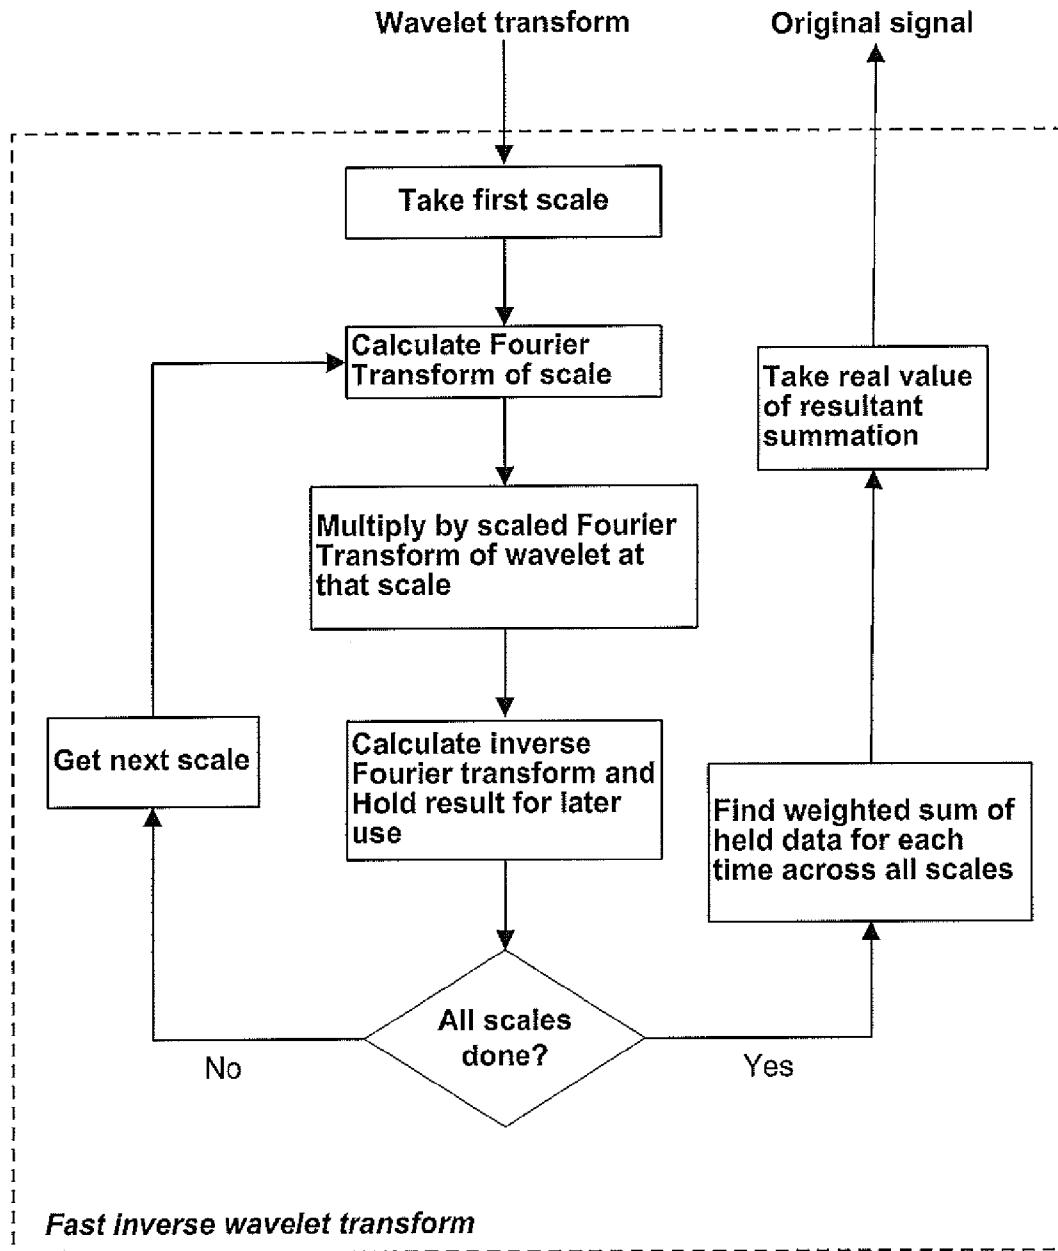 Wavelet transform
Original signal
Take first scale
Calculate Fourier
Transform of scale
Take real value
of resultant
summation
Multiply by scaled Fourier
Transform of wavelet at
that scale
Get next scale
Calculate inverse
Fourier transform and
Hold result for later
use
Find weighted sum of
held data for each
time across all scales
All scales
done?
No
Yes
Fast inverse wavelet transform